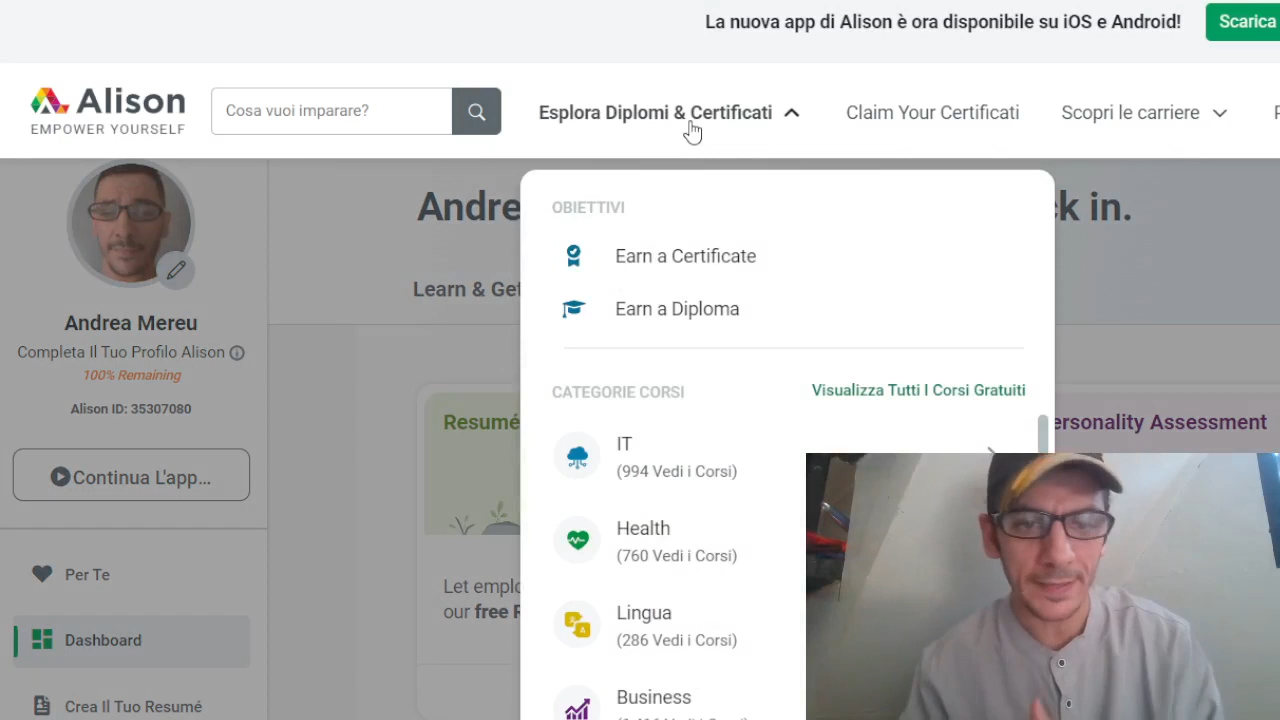 La nuova app di Alison è ora disponibile su iOS e Android!
Scarica
Alison
EMPOWER YOURSELF
Cosa vuoi imparare?
Esplora Diplomi & Certificati
Claim Your Certificati
Scopri le carriere
Andre
ck in.
Learn & Get
OBIETTIVI
Earn a Certificate
Earn a Diploma
Andrea Mereu
Completa Il Tuo Profilo Alison
100% Remaining
Alison ID: 35307080
Continua L'app...
CATEGORIE CORSI
Visualizza Tutti I Corsi Gratuiti
Resumé
ersonality Assessment
IT
(994 Vedi i Corsi)
Health
(760 Vedi i Corsi)
Per Te
Let emplo
our free R
Lingua
(286 Vedi i Corsi)
Dashboard
Business
Crea Il Tuo Resumé